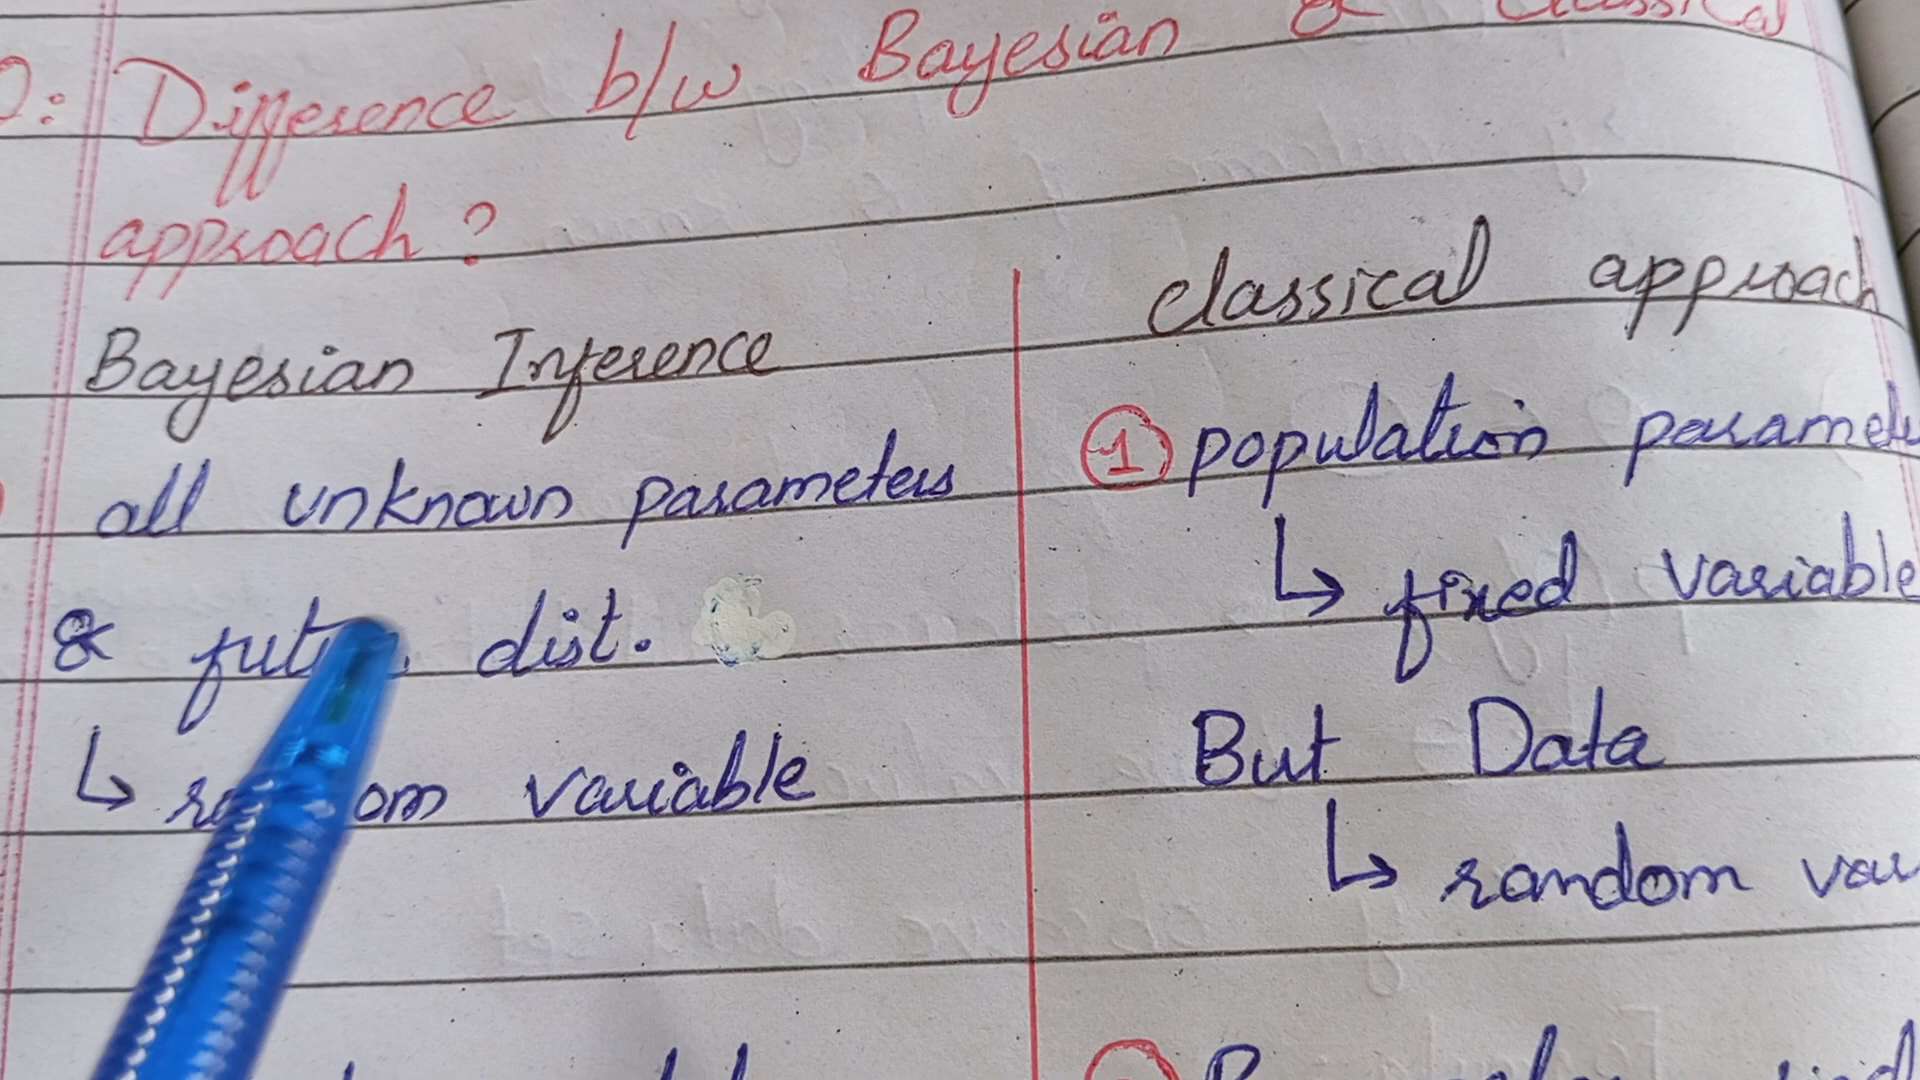 Q: Difference b/w Bayesian & Classical
approach?
Bayesian Inference
all unknown parameters
& dist.
↳ variable
Classical approach
① population
↳ fixed variable
But Data
↳ random